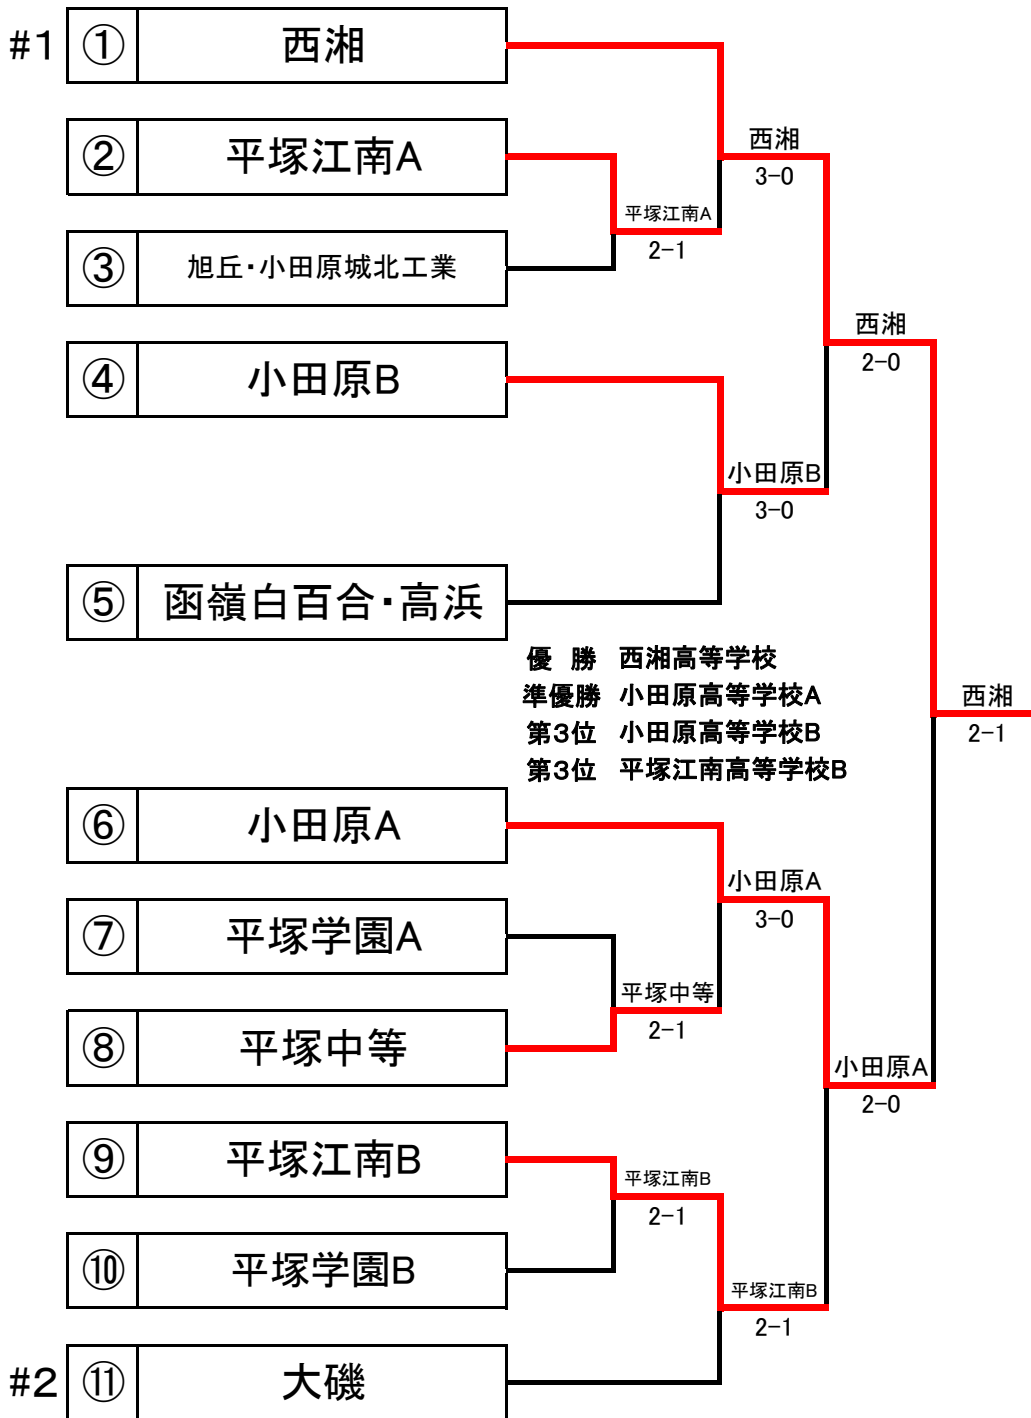 #1 ① 西湘
② 平塚江南A
③ 旭丘・小田原城北工業
④ 小田原B
⑤ 函嶺白百合・高浜
⑥ 小田原A
⑦ 平塚学園A
⑧ 平塚中等
⑨ 平塚江南B
⑩ 平塚学園B
#2 ⑪ 大磯
平塚江南A
2-1
西湘
3-0
小田原B
3-0
西湘
2-0
優 勝 西湘高等学校
準優勝 小田原高等学校A
第3位 小田原高等学校B
第3位 平塚江南高等学校B
西湘
2-1
小田原A
3-0
平塚中等
2-1
小田原A
2-0
平塚江南B
2-1
平塚江南B
2-1